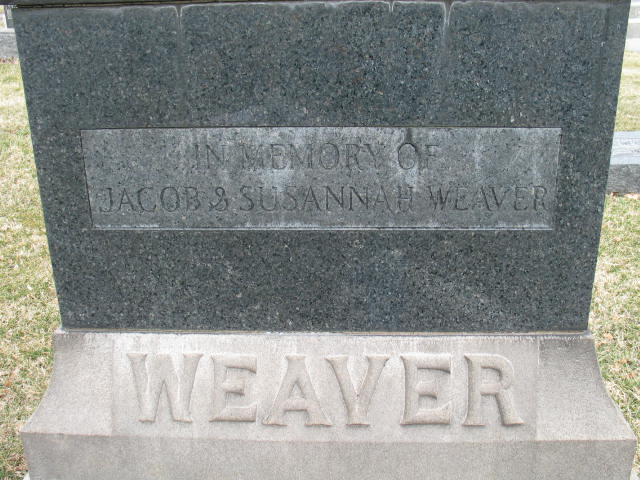 IN MEMORY OF
JACOB & SUSANNAH WEAVER
WEAVER